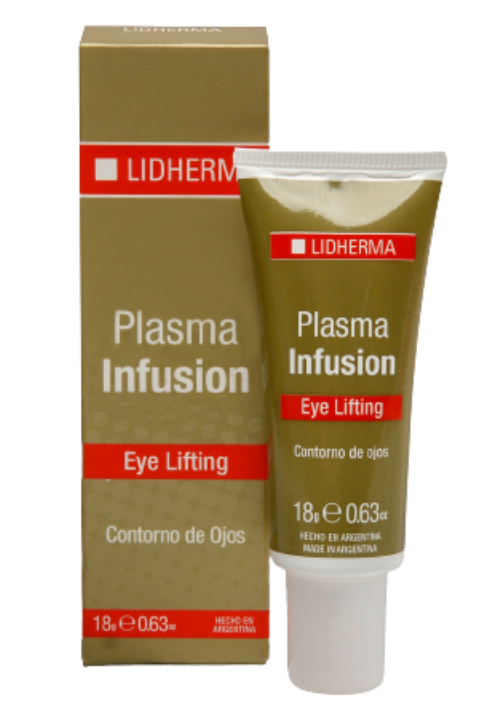 LIDHERMA
LIDHERM
Plasma
Infusion
Eye Lifting
Contorno de Ojos
18g ℮ 0.63oz
HECHO EN
ARGENTINA
LIDHERMA
Plasma
Infusion
Eye Lifting
Contorno de ojos
18g ℮ 0.63oz
HECHO EN ARGENTINA
MADE IN ARGENTINA